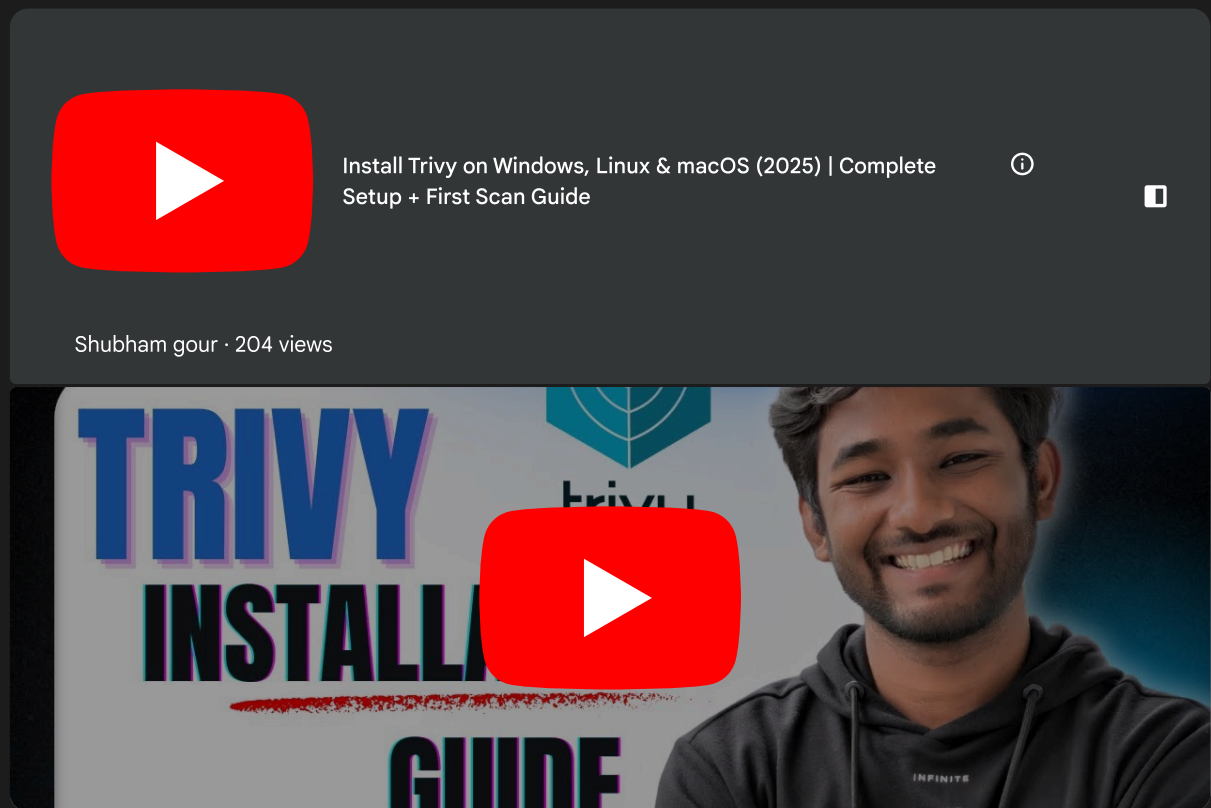 Install Trivy on Windows, Linux & macOS (2025) | Complete
Setup + First Scan Guide
Shubham gour · 204 views
TRIVY
trivy
INSTALLA
GUIDE
INFINITE